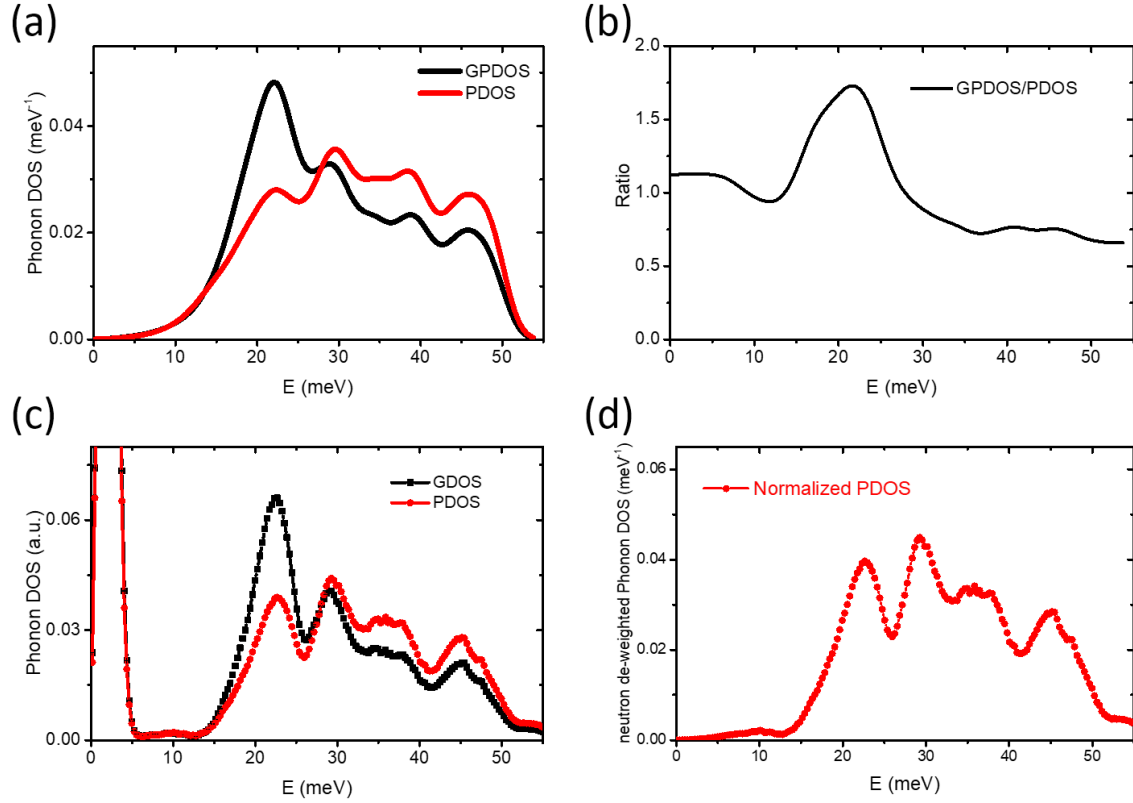 (a)
Phonon DOS (meV⁻¹)
0.04
0.02
0.00
GPDOS
PDOS
0 10 20 30 40 50
E (meV)
(b)
Ratio
2.0
1.5
1.0
0.5
0.0
GPDOS/PDOS
0 10 20 30 40 50
E (meV)
(c)
Phonon DOS (a.u.)
0.06
0.03
0.00
GDOS
PDOS
0 10 20 30 40 50
E (meV)
(d)
neutron de-weighted Phonon DOS (meV⁻¹)
0.06
0.04
0.02
0.00
Normalized PDOS
0 10 20 30 40 50
E (meV)